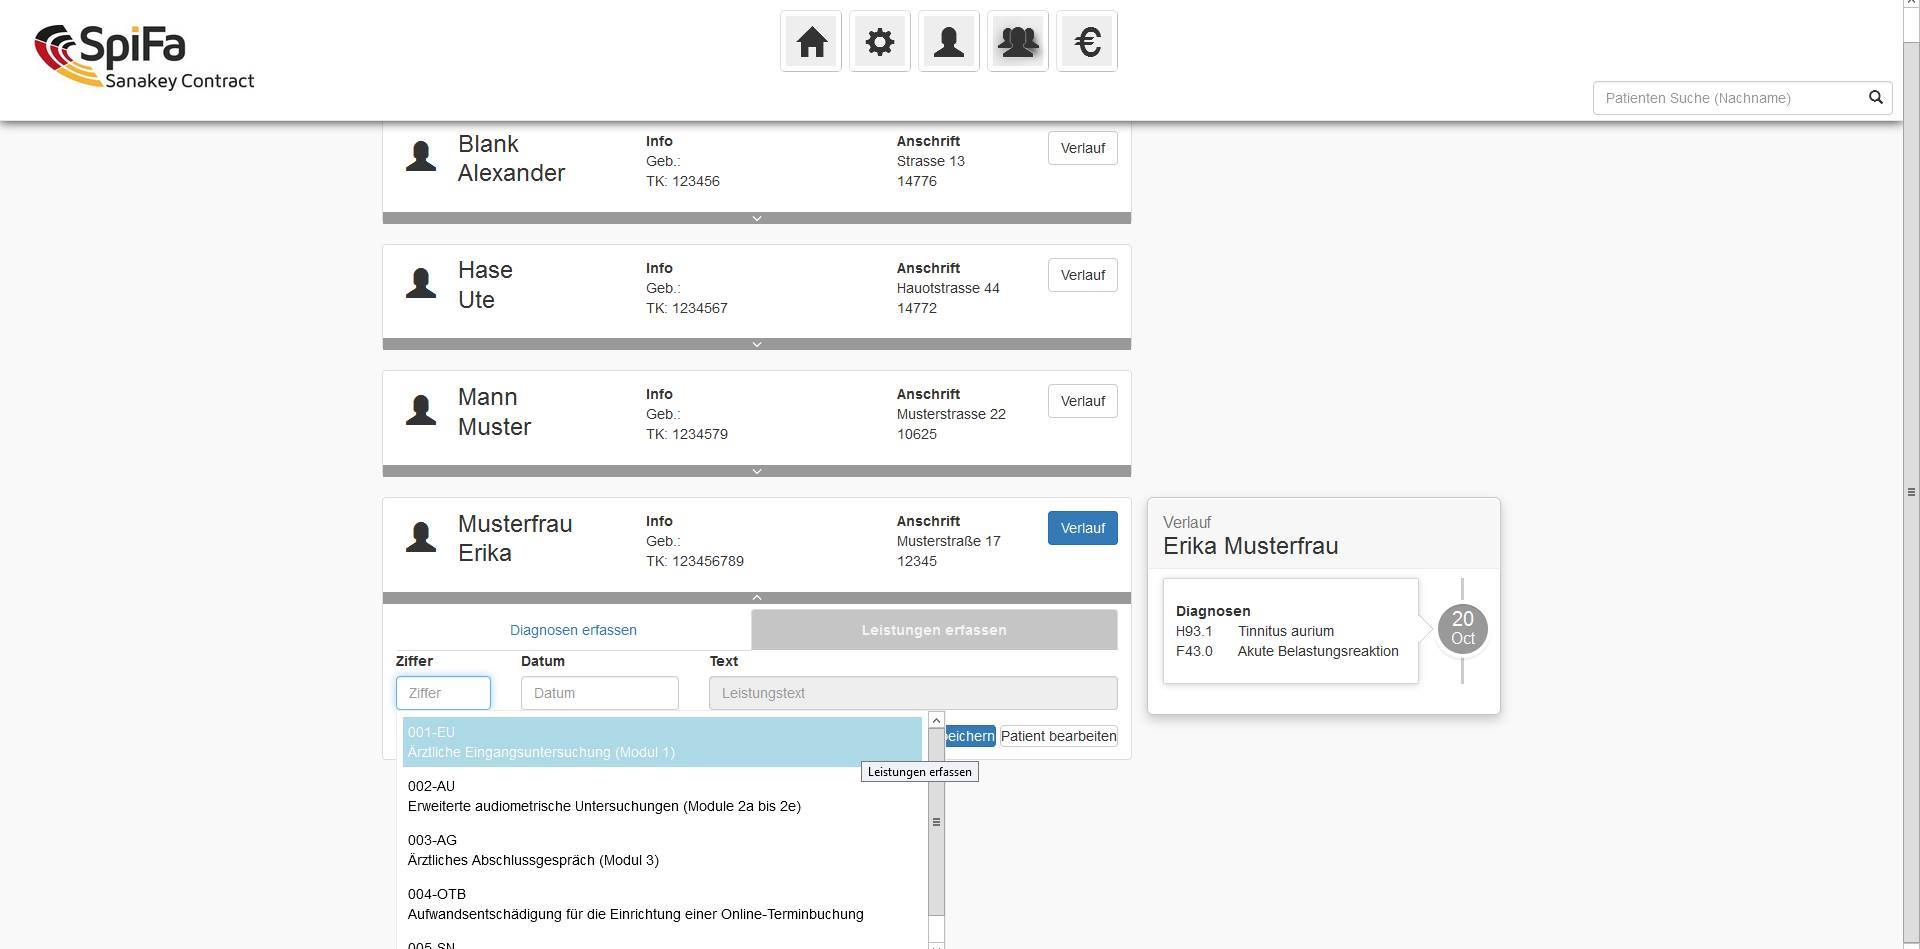 SpiFa
Sanakey Contract
€
Patienten Suche (Nachname)
Blank
Alexander
Info
Geb.:
TK: 123456
Anschrift
Strasse 13
14776
Verlauf
Hase
Ute
Info
Geb.:
TK: 1234567
Anschrift
Hauotstrasse 44
14772
Verlauf
Mann
Muster
Info
Geb.:
TK: 1234579
Anschrift
Musterstrasse 22
10625
Verlauf
Musterfrau
Erika
Info
Geb.:
TK: 123456789
Anschrift
Musterstraße 17
12345
Verlauf
Diagnosen erfassen
Leistungen erfassen
Ziffer
Datum
Text
Ziffer
Datum
Leistungstext
001-EU
Ärztliche Eingangsuntersuchung (Modul 1)
002-AU
Erweiterte audiometrische Untersuchungen (Module 2a bis 2e)
003-AG
Ärztliches Abschlussgespräch (Modul 3)
004-OTB
Aufwandsentschädigung für die Einrichtung einer Online-Terminbuchung
005-SN
eichern
Patient bearbeiten
Leistungen erfassen
Verlauf
Erika Musterfrau
Diagnosen
H93.1 Tinnitus aurium
F43.0 Akute Belastungsreaktion
20
Oct